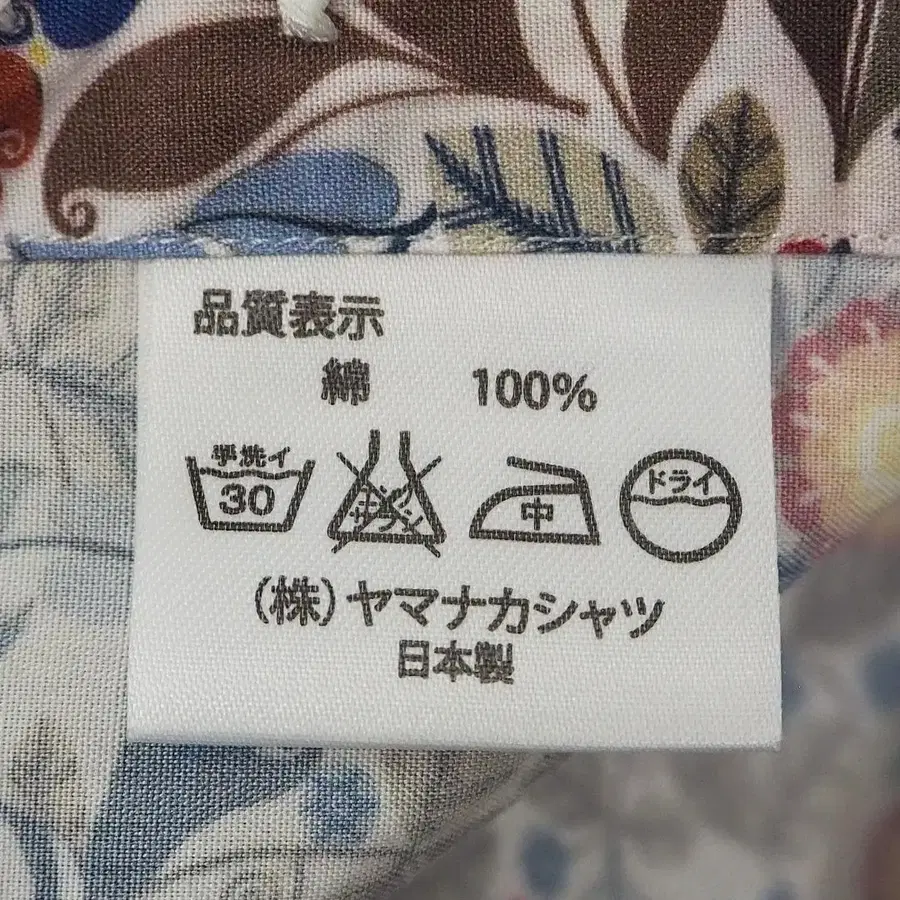 品質表示
綿 100%
手洗イ 30
エンソ サラシ 中 ドライ
(株)ヤマナカシャツ
日本製